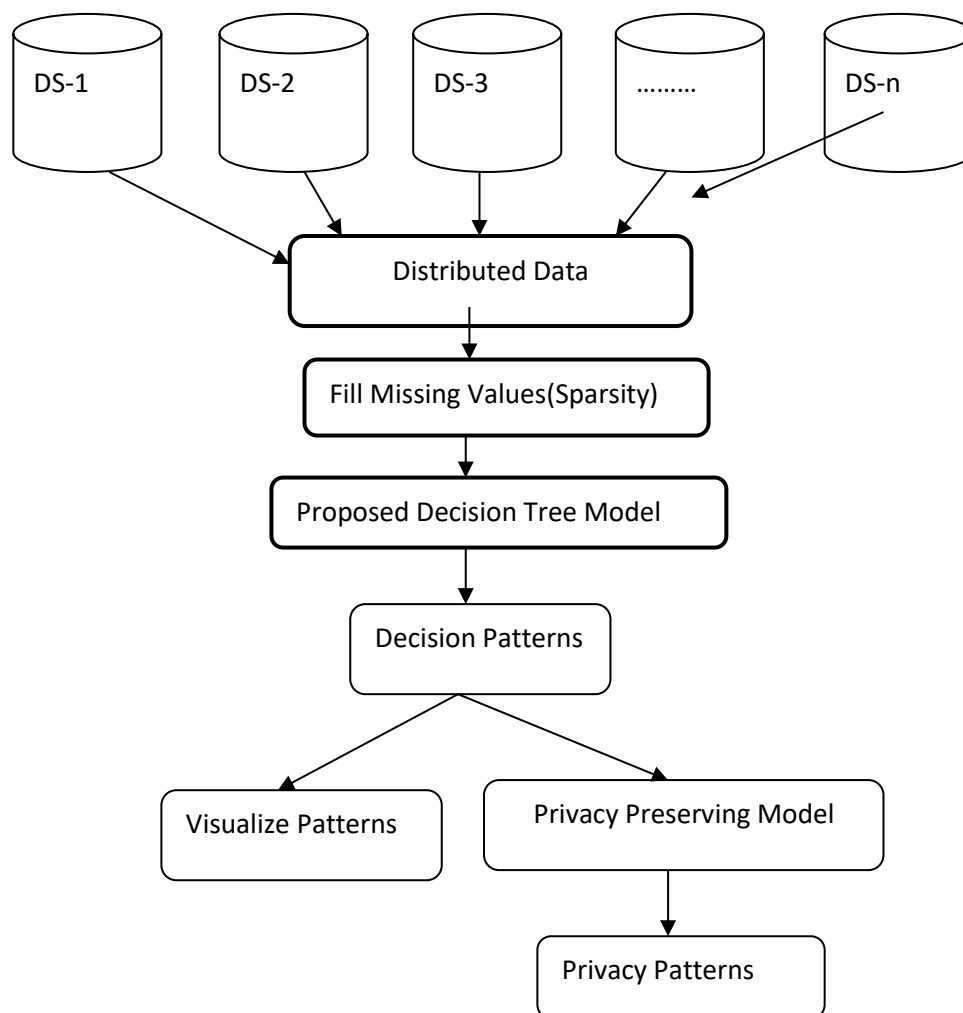 DS-1
DS-2
DS-3
………
DS-n
Distributed Data
Fill Missing Values(Sparsity)
Proposed Decision Tree Model
Decision Patterns
Visualize Patterns
Privacy Preserving Model
Privacy Patterns